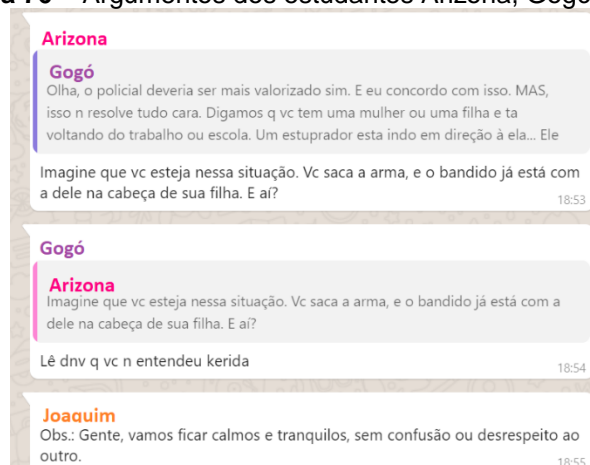 Argumentos dos estudantes Arizona,
Arizona
Gogó
Olha, o policial deveria ser mais valorizado sim. E eu concordo com isso. MAS,
isso n resolve tudo cara. Digamos q vc tem uma mulher ou uma filha e ta
voltando do trabalho ou escola. Um estuprador esta indo em direção à ela... Ele
Imagine que vc esteja nessa situação. Vc saca a arma, e o bandido já está com
a dele na cabeça de sua filha. E aí?
18:53
Gogó
Arizona
Imagine que vc esteja nessa situação. Vc saca a arma, e o bandido já está com a
dele na cabeça de sua filha. E aí?
Lê dnv q vc n entendeu kerida
18:54
Joaquim
Obs.: Gente, vamos ficar calmos e tranquilos, sem confusão ou desrespeito ao
outro.
18:55